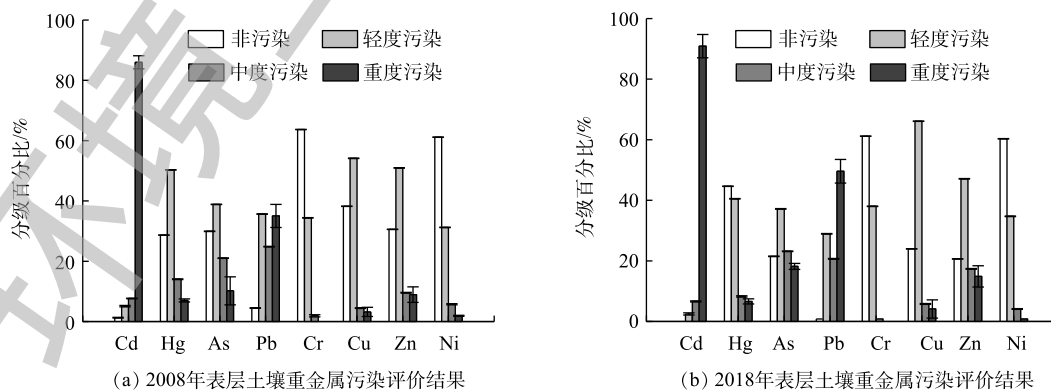 100
80
60
40
20
0
分级百分比/%
非污染 轻度污染
中度污染 重度污染
Cd Hg As Pb Cr Cu Zn Ni
(a) 2008年表层土壤重金属污染评价结果
100
80
60
40
20
0
分级百分比/%
非污染 轻度污染
中度污染 重度污染
Cd Hg As Pb Cr Cu Zn Ni
(b) 2018年表层土壤重金属污染评价结果
环境